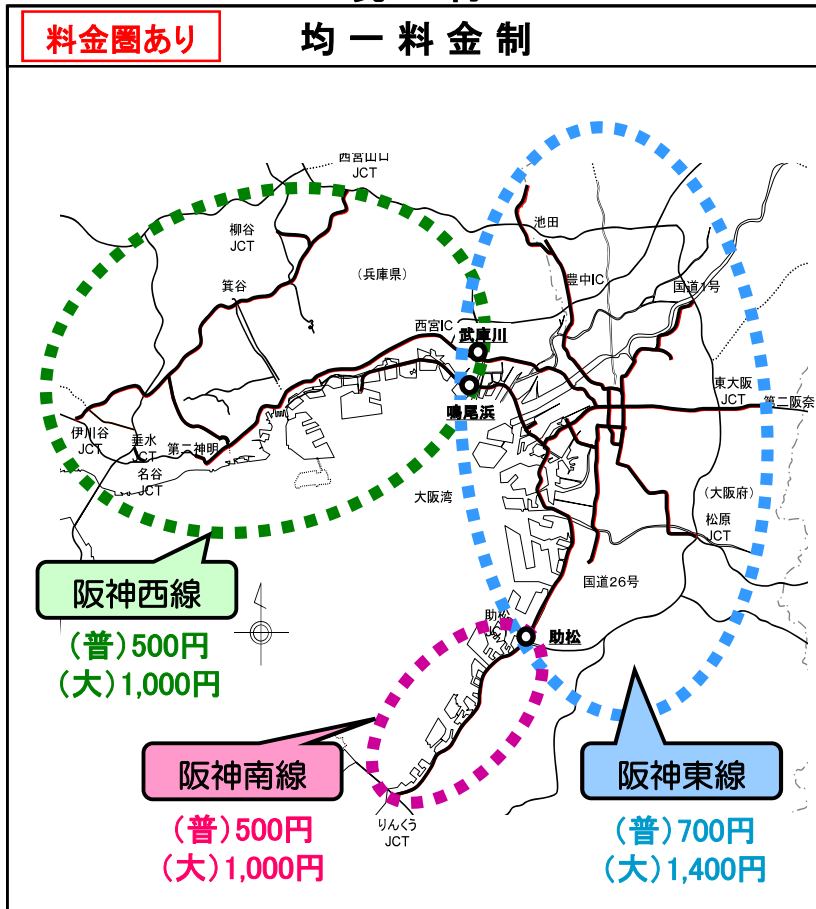 料金圏あり
均一料金制
西宮山口
JCT
柳谷
JCT
池田
(兵庫県)
豊中IC
国道1号
箕谷
西宮IC
武庫川
鳴尾浜
東大阪
JCT
第二阪奈
伊川谷
JCT
垂水
JCT
第二神明
名谷
JCT
大阪湾
(大阪府)
松原
JCT
国道26号
阪神西線
(普)500円
(大)1,000円
助松
助松
阪神南線
(普)500円
(大)1,000円
りんくう
JCT
阪神東線
(普)700円
(大)1,400円